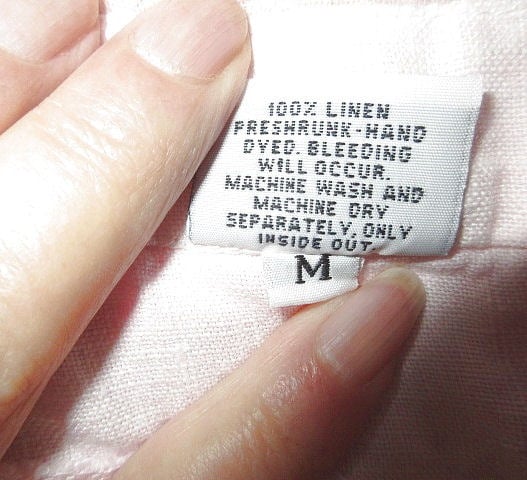 100% LINEN
PRESHRUNK-HAND
DYED. BLEEDING
WILL OCCUR.
MACHINE WASH AND
MACHINE DRY
SEPARATELY, ONLY
INSIDE OUT.
M